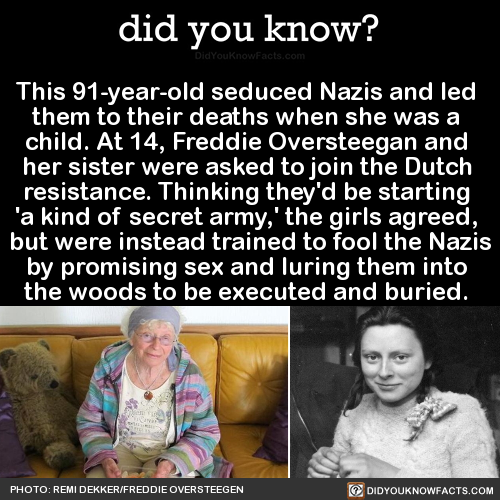 did you know?
DidYouKnowFacts.com
This 91-year-old seduced Nazis and led
them to their deaths when she was a
child. At 14, Freddie Oversteegan and
her sister were asked to join the Dutch
resistance. Thinking they'd be starting
'a kind of secret army,' the girls agreed,
but were instead trained to fool the Nazis
by promising sex and luring them into
the woods to be executed and buried.
PHOTO: REMI DEKKER/FREDDIE OVERSTEEGEN
DIDYOUKNOWFACTS.COM